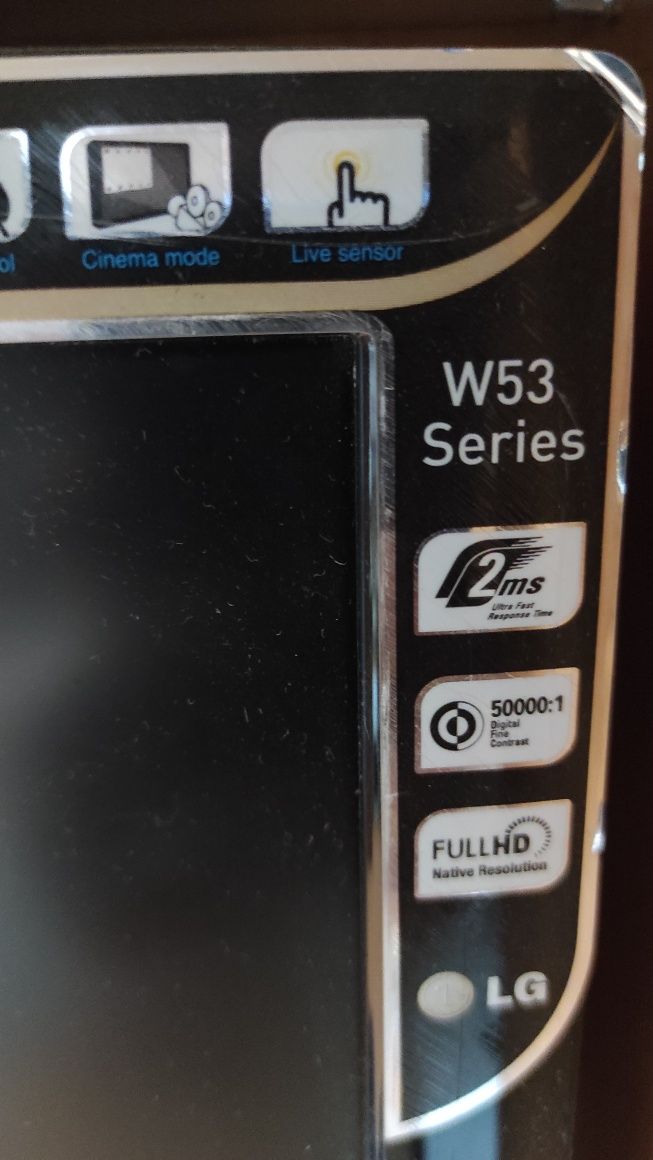 ol
Cinema mode
Live sensor
W53
Series
2ms
Ultra Fast
Response Time
50000:1
Digital
Fine
Contrast
FULLHD
Native Resolution
LG